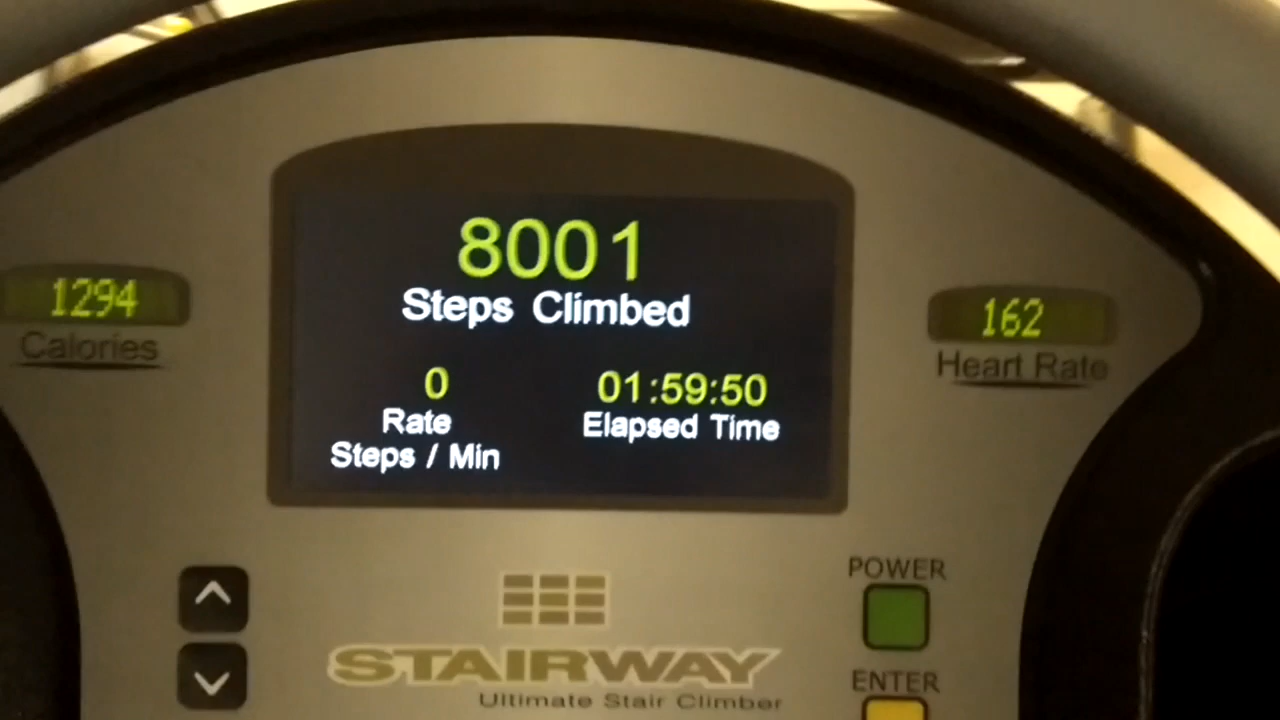 8001
Steps Climbed
1294
Calories
162
Heart Rate
0
Rate
Steps / Min
01:59:50
Elapsed Time
POWER
STAIRWAY
Ultimate Stair Climber
ENTER